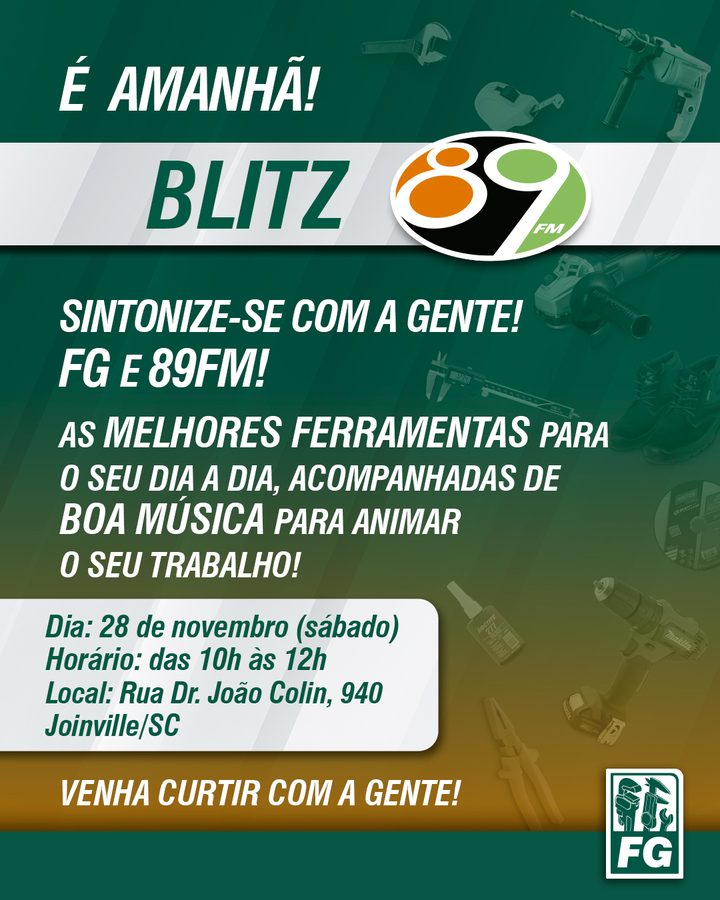 É AMANHÃ!
BLITZ
89
FM
SINTONIZE-SE COM A GENTE!
FG E 89FM!
AS MELHORES FERRAMENTAS PARA
O SEU DIA A DIA, ACOMPANHADAS DE
BOA MÚSICA PARA ANIMAR
O SEU TRABALHO!
Dia: 28 de novembro (sábado)
Horário: das 10h às 12h
Local: Rua Dr. João Colin, 940
Joinville/SC
VENHA CURTIR COM A GENTE!
FG